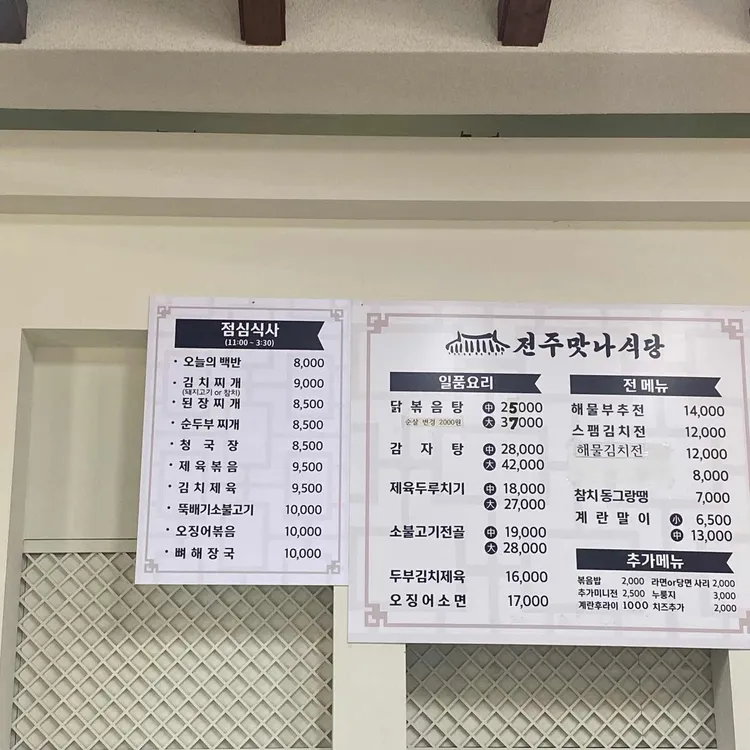 점심식사
(11:00 ~ 3:30)
· 오늘의 백반 8,000
· 김치찌개 9,000
(돼지고기 or 참치)
· 된장찌개 8,500
· 순두부찌개 8,500
· 청국장 8,500
· 제육볶음 9,500
· 김치제육 9,500
· 뚝배기소불고기 10,000
· 오징어볶음 10,000
· 뼈해장국 10,000
전주맛나식당
일품요리
닭볶음탕 中 25000
순살 변경 2000원 大 37000
감자탕 中 28,000
大 42,000
제육두루치기 中 18,000
大 27,000
소불고기전골 中 19,000
大 28,000
두부김치제육 16,000
오징어소면 17,000
전 메뉴
해물부추전 14,000
스팸김치전 12,000
해물김치전 12,000
8,000
참치동그랑땡 7,000
계란말이 小 6,500
中 13,000
추가메뉴
볶음밥 2,000 라면or당면 사리 2,000
추가미니전 2,500 누룽지 3,000
계란후라이 1000 치즈추가 2,000